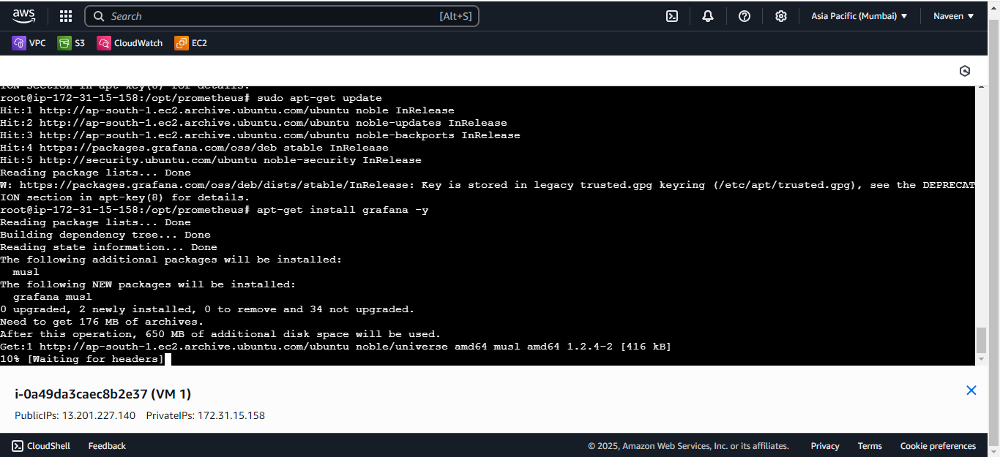 aws
Search [Alt+S]
Asia Pacific (Mumbai) Naveen
VPC S3 CloudWatch EC2
ION section in apt-key(8) for details.
root@ip-172-31-15-158:/opt/prometheus# sudo apt-get update
Hit:1 http://ap-south-1.ec2.archive.ubuntu.com/ubuntu noble InRelease
Hit:2 http://ap-south-1.ec2.archive.ubuntu.com/ubuntu noble-updates InRelease
Hit:3 http://ap-south-1.ec2.archive.ubuntu.com/ubuntu noble-backports InRelease
Hit:4 https://packages.grafana.com/oss/deb stable InRelease
Hit:5 http://security.ubuntu.com/ubuntu noble-security InRelease
Reading package lists... Done
W: https://packages.grafana.com/oss/deb/dists/stable/InRelease: Key is stored in legacy trusted.gpg keyring (/etc/apt/trusted.gpg), see the DEPRECAT
ION section in apt-key(8) for details.
root@ip-172-31-15-158:/opt/prometheus# apt-get install grafana -y
Reading package lists... Done
Building dependency tree... Done
Reading state information... Done
The following additional packages will be installed:
musl
The following NEW packages will be installed:
grafana musl
0 upgraded, 2 newly installed, 0 to remove and 34 not upgraded.
Need to get 176 MB of archives.
After this operation, 650 MB of additional disk space will be used.
Get:1 http://ap-south-1.ec2.archive.ubuntu.com/ubuntu noble/universe amd64 musl amd64 1.2.4-2 [416 kB]
10% [Waiting for headers]
i-0a49da3caec8b2e37 (VM 1)
PublicIPs: 13.201.227.140 PrivateIPs: 172.31.15.158
CloudShell Feedback © 2025, Amazon Web Services, Inc. or its affiliates. Privacy Terms Cookie preferences